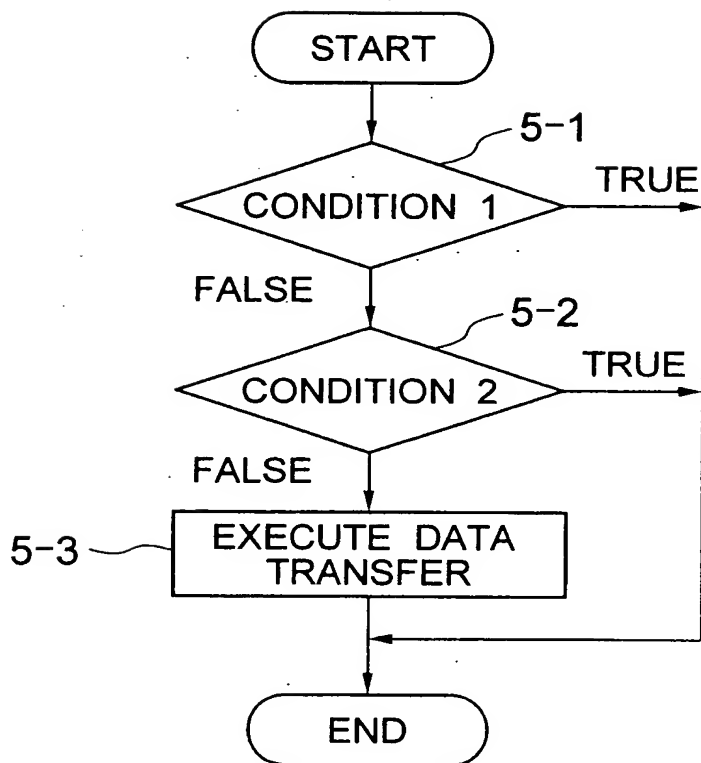 START
5-1
CONDITION 1
TRUE
FALSE
5-2
CONDITION 2
TRUE
FALSE
5-3
EXECUTE DATA
TRANSFER
END